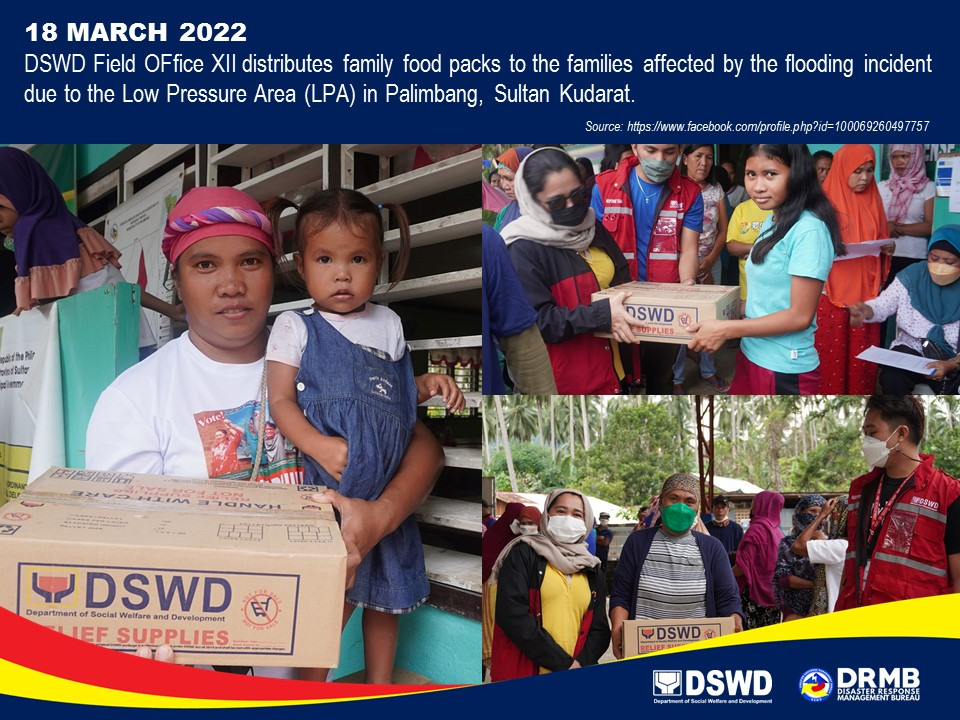 18 MARCH 2022
DSWD Field OFfice XII distributes family food packs to the families affected by the flooding incident
due to the Low Pressure Area (LPA) in Palimbang, Sultan Kudarat.
Source: https://www.facebook.com/profile.php?id=100069260497757
Vote!
HANDLE WITH CARE
DSWD
Department of Social Welfare and Development
NOT FOR SALE
RELIEF SUPPLIES
DSWD
RELIEF SUPPLIES
DSWD
DSWD
RELIEF SUPPLIES
DSWD
Department of Social Welfare and Development
DRMB
DISASTER RESPONSE
MANAGEMENT BUREAU